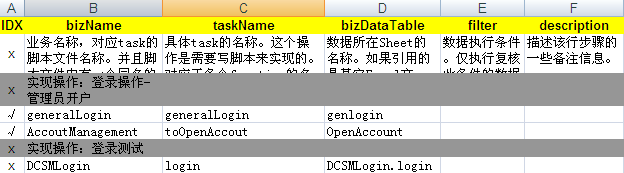 A B C D E F
IDX bizName taskName bizDataTable filter description
x 业务名称，对应task的 具体task的名称。这个 数据所在Sheet的 数据执行条件 描述该行步骤的
脚本文件名称。并且脚 操作是需要写脚本来实现的。 名称。如果引用的 。仅执行复核 一些备注信息。
x 实现操作：登录操作-
管理员开户
√ generalLogin generalLogin genlogin
√ AccoutManagement toOpenAccout OpenAccount
x 实现操作：登录测试
x DCSMLogin login DCSMLogin.login